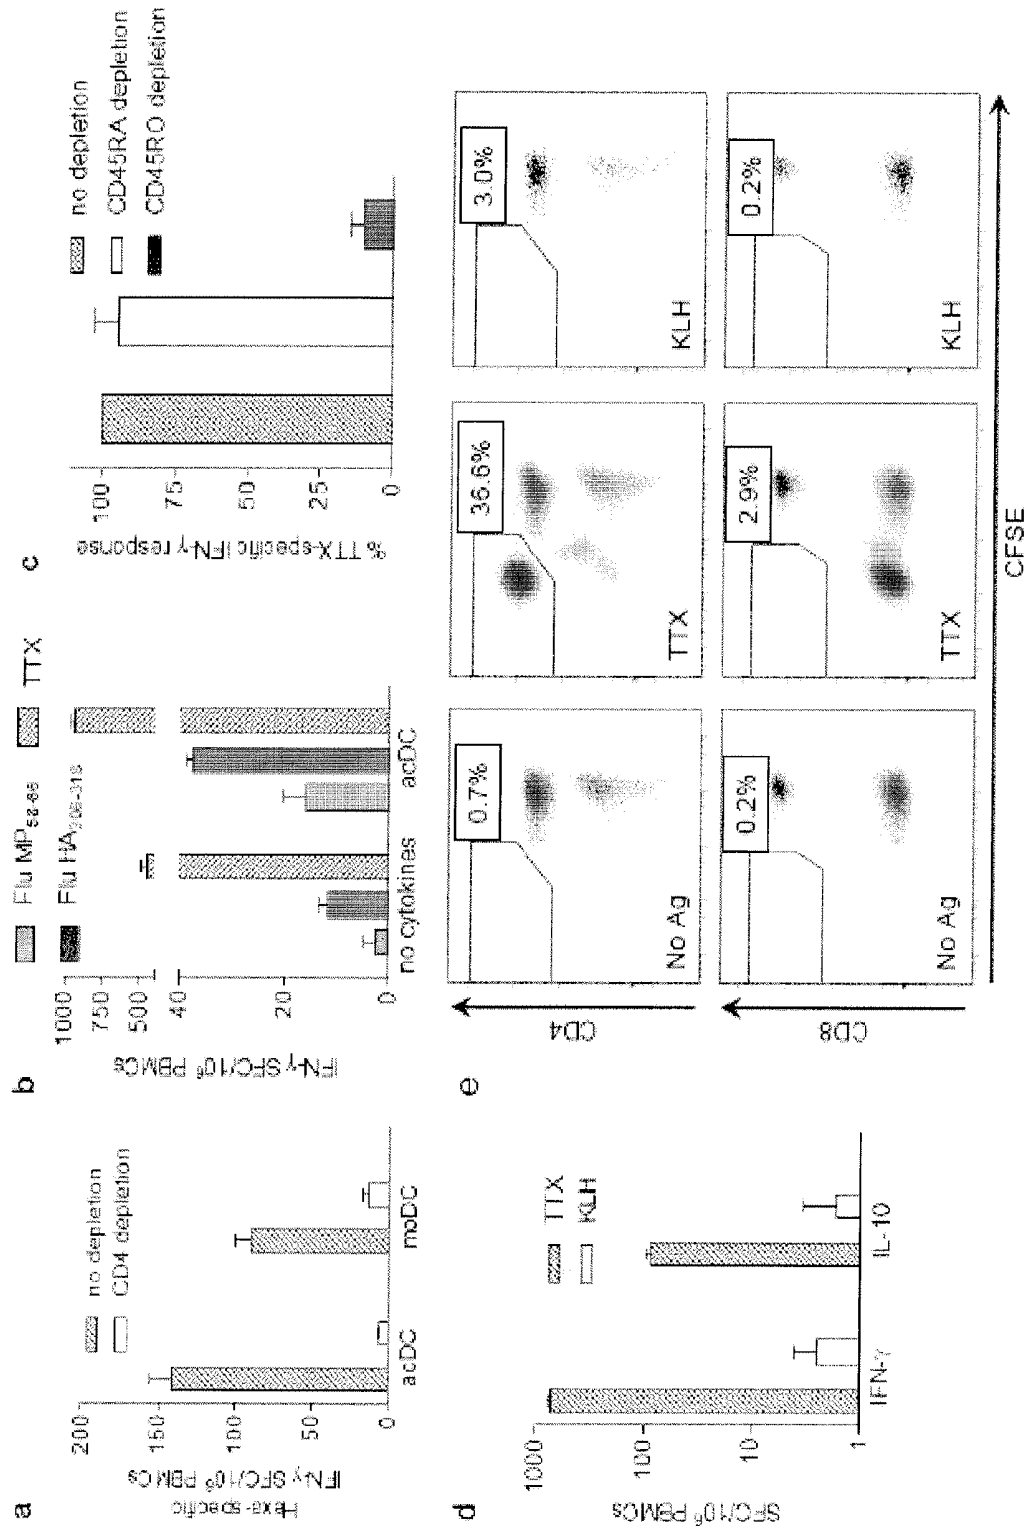 a
Hexa-specific
IFN-γ SFC/10⁶ PBMCs
200
150
100
50
0
no depletion
CD4 depletion
acDC
moDC
b
Flu MP
TTX
Flu HA
IFN-γ SFC/10⁶ PBMCs
1000
750
500
40
20
0
no cytokines
acDC
c
% TTX-specific IFN-γ response
100
75
50
25
0
no depletion
CD45RA depletion
CD45RO depletion
d
SFC/10⁶ PBMCs
1000
100
10
1
TTX
KLH
IFN-γ
IL-10
e
CD4
0.7%
No Ag
36.6%
TTX
3.0%
KLH
CD8
0.2%
No Ag
2.9%
TTX
0.2%
KLH
CFSE